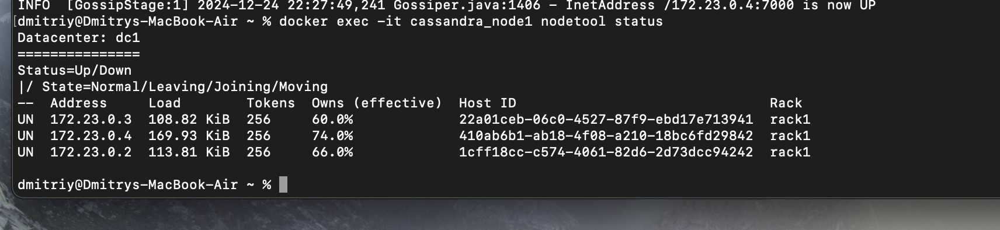 INFO  [GossipStage:1] 2024-12-24 22:27:49,241 Gossiper.java:1406 - InetAddress /172.23.0.4:7000 is now UP
[dmitriy@Dmitrys-MacBook-Air ~ % docker exec -it cassandra_node1 nodetool status
Datacenter: dc1
===============
Status=Up/Down
|/ State=Normal/Leaving/Joining/Moving
--  Address     Load        Tokens  Owns (effective)  Host ID                               Rack
UN  172.23.0.3  108.82 KiB  256     60.0%             22a01ceb-06c0-4527-87f9-ebd17e713941  rack1
UN  172.23.0.4  169.93 KiB  256     74.0%             410ab6b1-ab18-4f08-a210-18bc6fd29842  rack1
UN  172.23.0.2  113.81 KiB  256     66.0%             1cff18cc-c574-4061-82d6-2d73dcc94242  rack1
dmitriy@Dmitrys-MacBook-Air ~ %